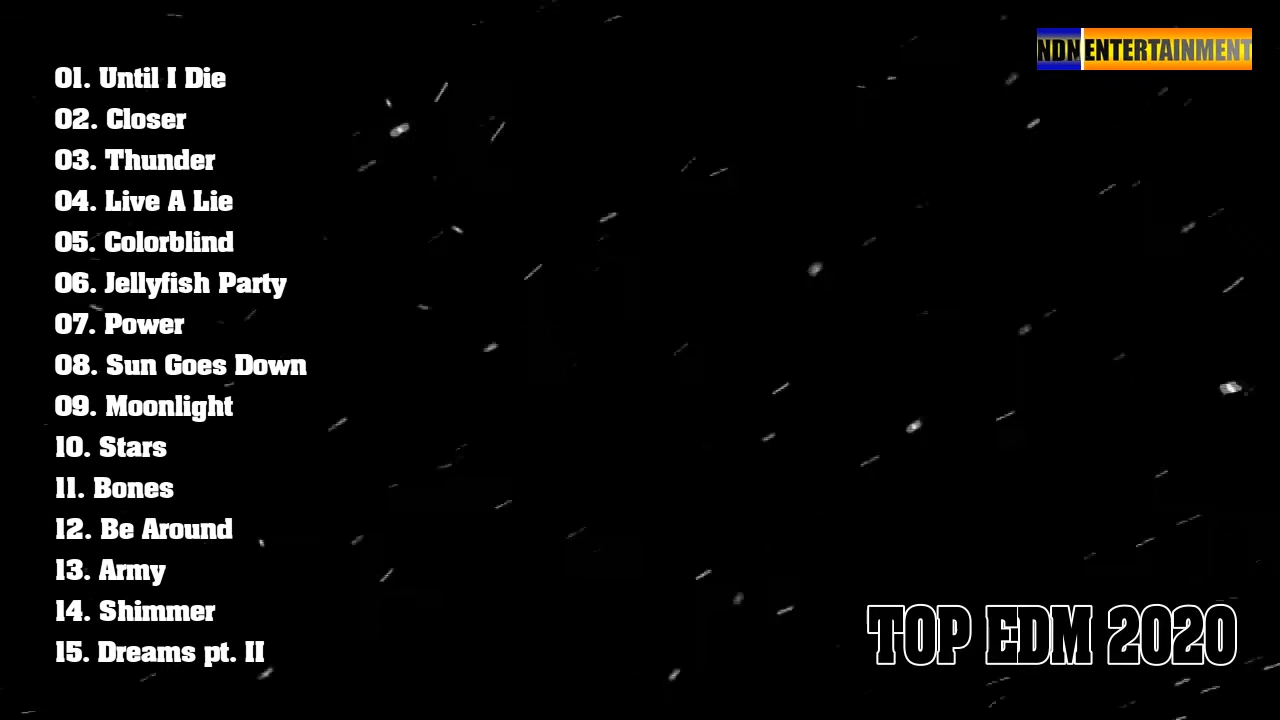 NDN ENTERTAINMENT
01. Until I Die
02. Closer
03. Thunder
04. Live A Lie
05. Colorblind
06. Jellyfish Party
07. Power
08. Sun Goes Down
09. Moonlight
10. Stars
11. Bones
12. Be Around
13. Army
14. Shimmer
15. Dreams pt. II
TOP EDM 2020